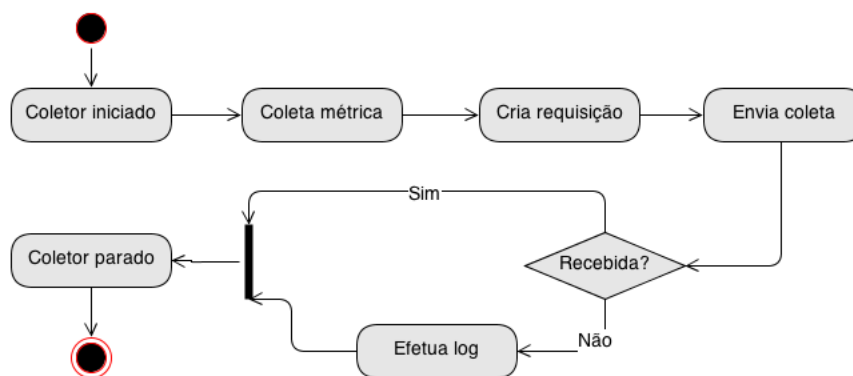 Coletor iniciado
Coleta métrica
Cria requisição
Envia coleta
Sim
Coletor parado
Recebida?
Não
Efetua log